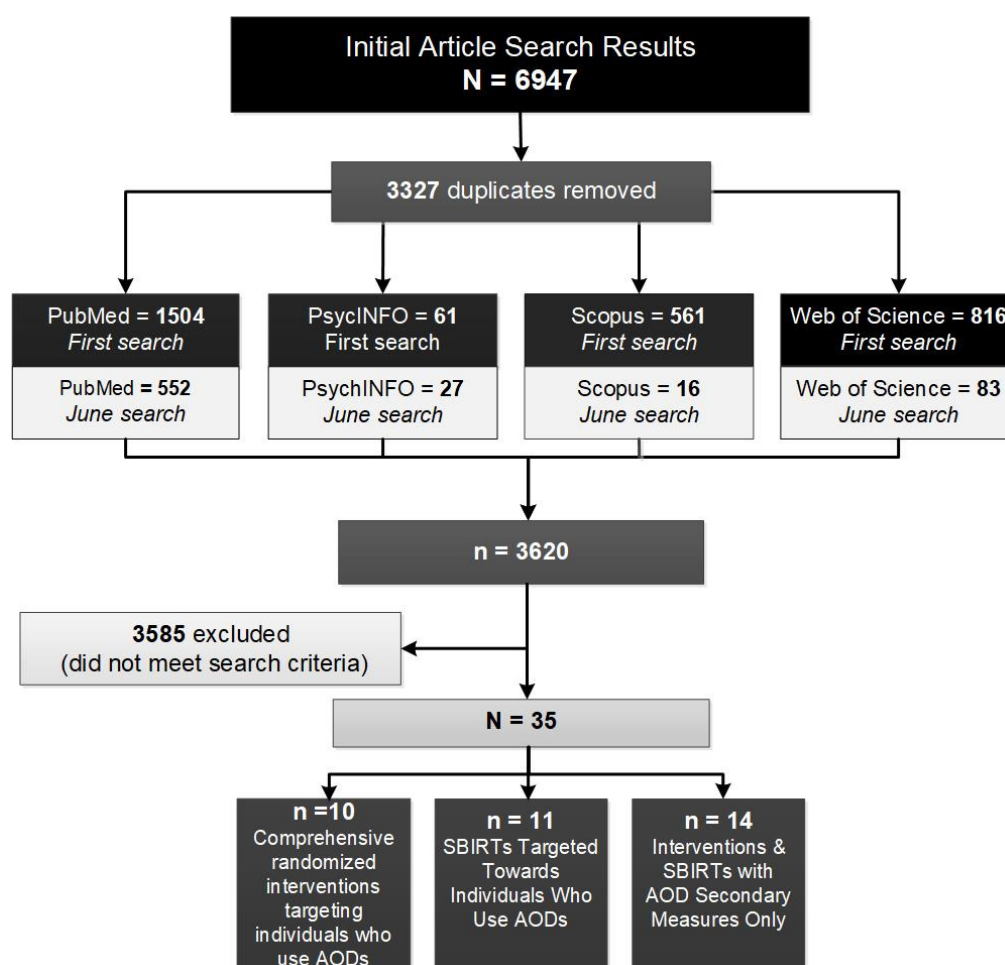 Initial Article Search Results
N = 6947
3327 duplicates removed
PubMed = 1504
First search
PubMed = 552
June search
PsycINFO = 61
First search
PsychINFO = 27
June search
Scopus = 561
First search
Scopus = 16
June search
Web of Science = 816
First search
Web of Science = 83
June search
n = 3620
3585 excluded
(did not meet search criteria)
N = 35
n =10
Comprehensive
randomized
interventions
targeting
individuals who
use AODs
n = 11
SBIRTs Targeted
Towards
Individuals Who
Use AODs
n = 14
Interventions &
SBIRTs with
AOD Secondary
Measures Only